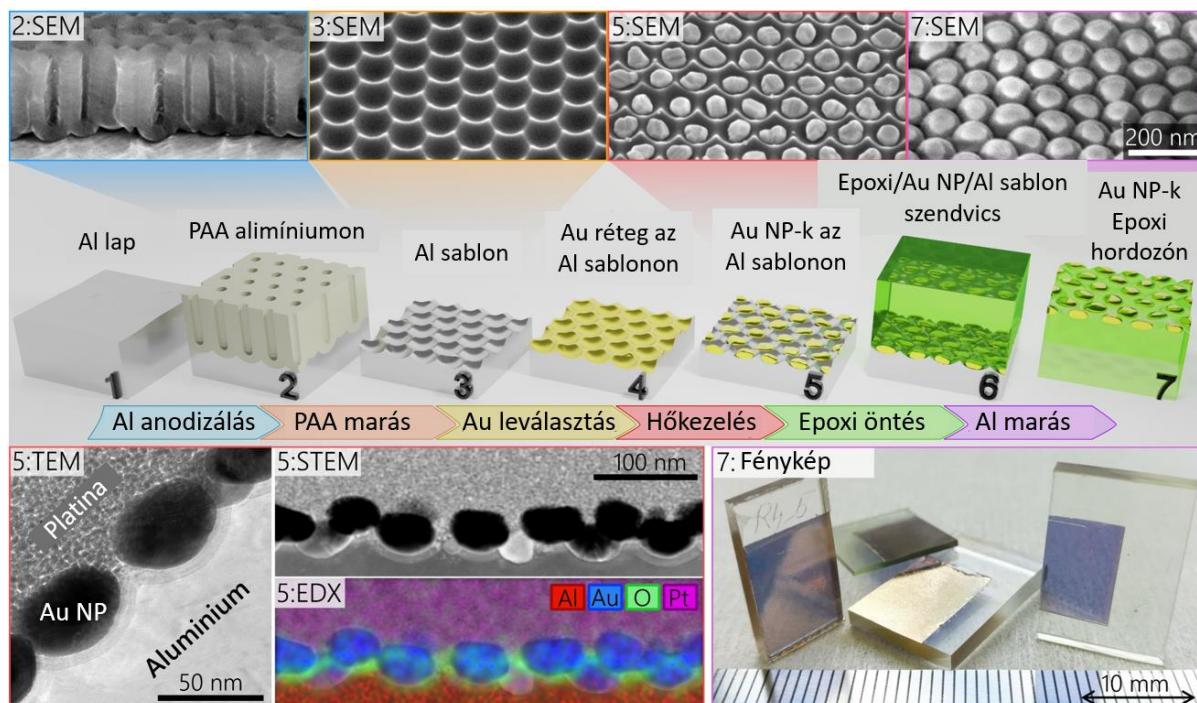 2:SEM
3:SEM
5:SEM
7:SEM
200 nm
Al lap
PAA alimíniumon
Al sablon
Au réteg az
Al sablonon
Au NP-k az
Al sablonon
Epoxi/Au NP/Al sablon
szendvics
Au NP-k
Epoxi
hordozón
1
2
3
4
5
6
7
Al anodizálás
PAA marás
Au leválasztás
Hőkezelés
Epoxi öntés
Al marás
5:TEM
Platina
Au NP
Aluminium
50 nm
5:STEM
100 nm
5:EDX
Al
Au
O
Pt
7: Fénykép
10 mm